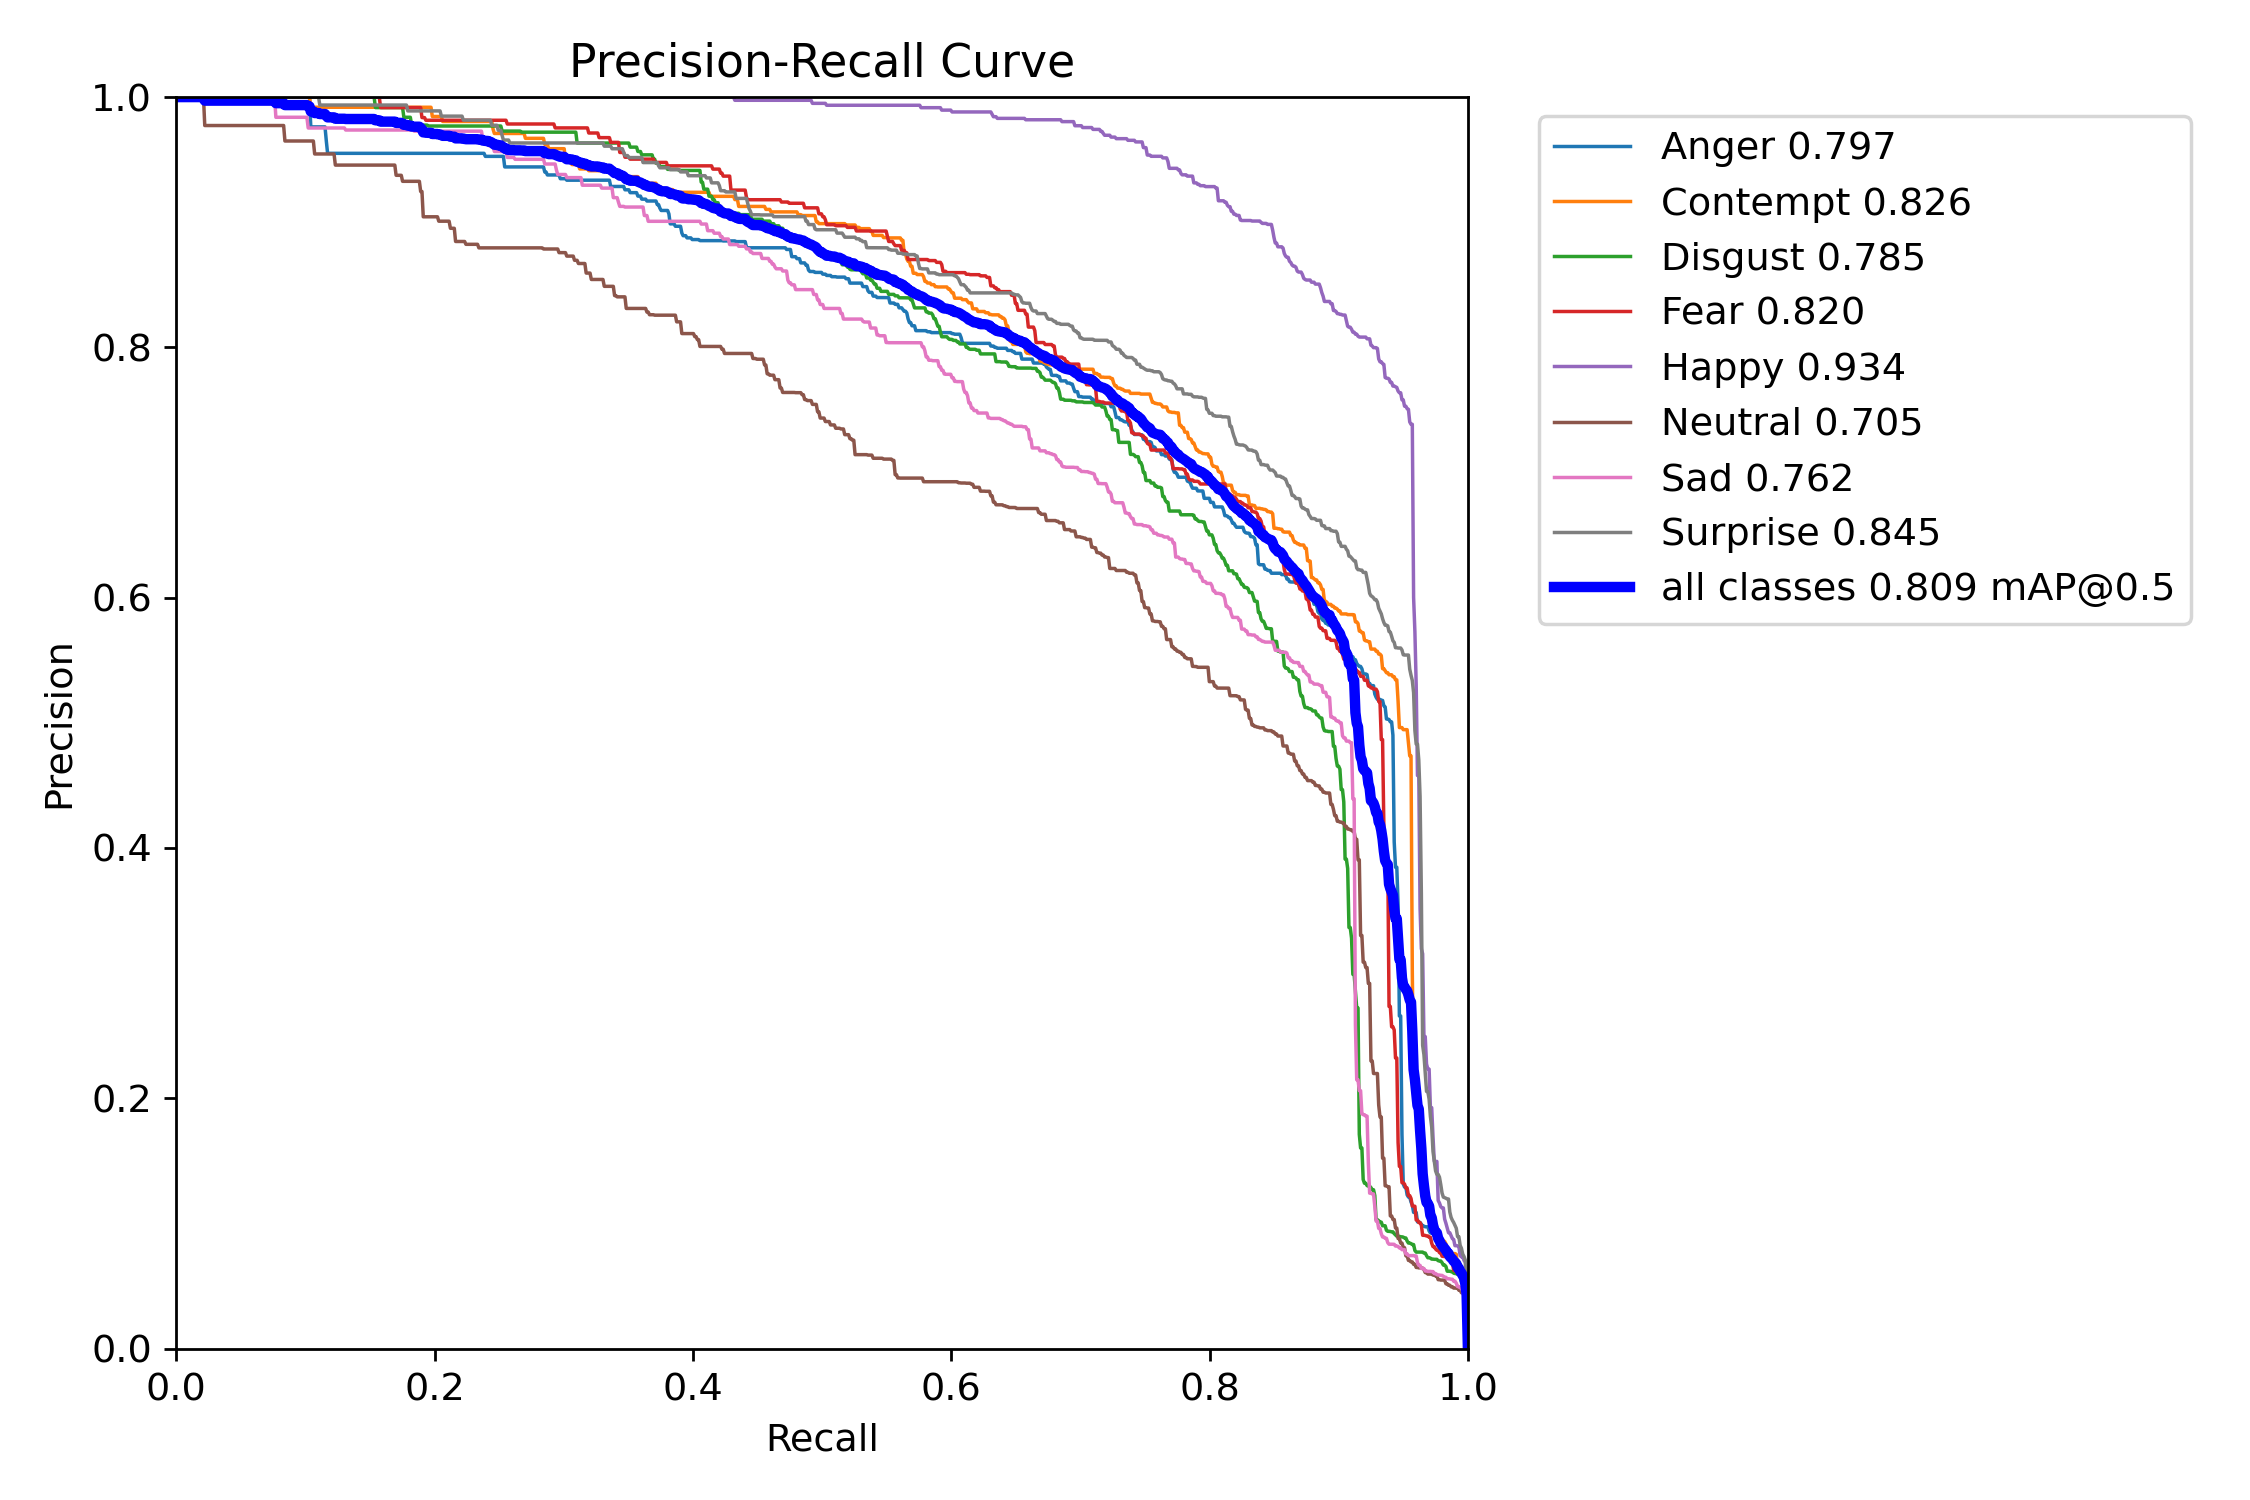 Precision-Recall Curve
1.0
0.8
0.6
0.4
0.2
0.0
Precision
0.0 0.2 0.4 0.6 0.8 1.0
Recall
Anger 0.797
Contempt 0.826
Disgust 0.785
Fear 0.820
Happy 0.934
Neutral 0.705
Sad 0.762
Surprise 0.845
all classes 0.809 mAP@0.5